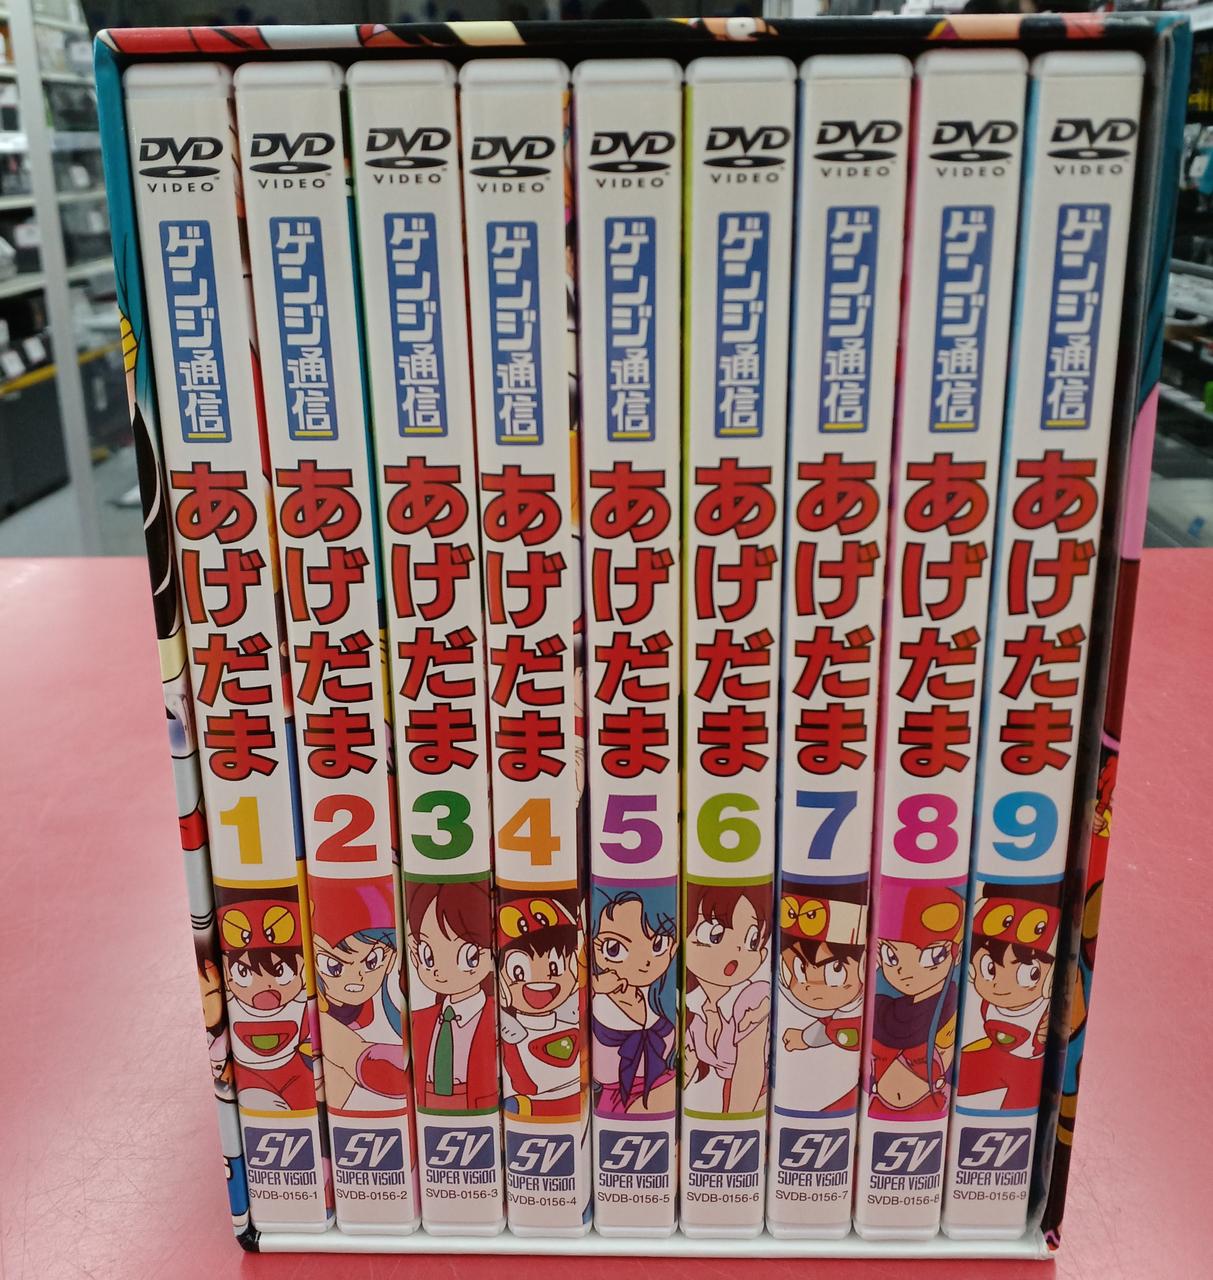 DVD
VIDEO
ゲンジ通信
あげだま
1
SV
SUPER VISION
SVDB-0156-1
DVD
VIDEO
ゲンジ通信
あげだま
2
SV
SUPER VISION
SVDB-0156-2
DVD
VIDEO
ゲンジ通信
あげだま
3
SV
SUPER VISION
SVDB-0156-3
DVD
VIDEO
ゲンジ通信
あげだま
4
SV
SUPER VISION
SVDB-0156-4
DVD
VIDEO
ゲンジ通信
あげだま
5
SV
SUPER VISION
SVDB-0156-5
DVD
VIDEO
ゲンジ通信
あげだま
6
SV
SUPER VISION
SVDB-0156-6
DVD
VIDEO
ゲンジ通信
あげだま
7
SV
SUPER VISION
SVDB-0156-7
DVD
VIDEO
ゲンジ通信
あげだま
8
SV
SUPER VISION
SVDB-0156-8
DVD
VIDEO
ゲンジ通信
あげだま
9
SV
SUPER VISION
SVDB-0156-9